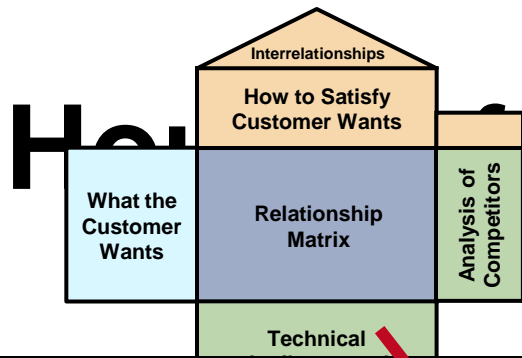 Interrelationships
How to Satisfy
Customer Wants
What the
Customer
Wants
Relationship
Matrix
Analysis of
Competitors
Technical